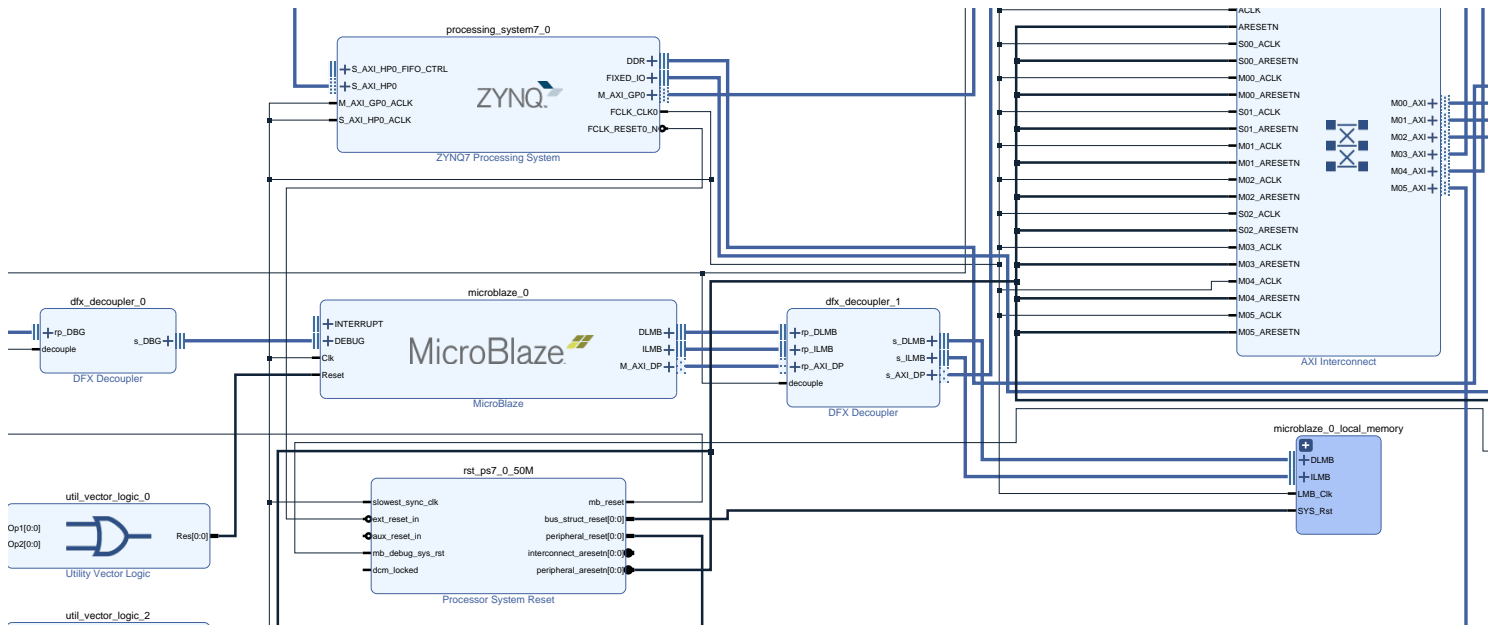 processing_system7_0
S_AXI_HP0_FIFO_CTRL
S_AXI_HP0
M_AXI_GP0_ACLK
S_AXI_HP0_ACLK
ZYNQ
DDR
FIXED_IO
M_AXI_GP0
FCLK_CLK0
FCLK_RESET0_N
ZYNQ7 Processing System
ACLK
ARESETN
S00_ACLK
S00_ARESETN
M00_ACLK
M00_ARESETN
S01_ACLK
S01_ARESETN
M01_ACLK
M01_ARESETN
M02_ACLK
M02_ARESETN
S02_ACLK
S02_ARESETN
M03_ACLK
M03_ARESETN
M04_ACLK
M04_ARESETN
M05_ACLK
M05_ARESETN
M00_AXI
M01_AXI
M02_AXI
M03_AXI
M04_AXI
M05_AXI
AXI Interconnect
dfx_decoupler_0
rp_DBG
decouple
s_DBG
DFX Decoupler
microblaze_0
INTERRUPT
DEBUG
Clk
Reset
MicroBlaze
DLMB
ILMB
M_AXI_DP
MicroBlaze
dfx_decoupler_1
rp_DLMB
rp_ILMB
rp_AXI_DP
decouple
s_DLMB
s_ILMB
s_AXI_DP
DFX Decoupler
microblaze_0_local_memory
DLMB
ILMB
LMB_Clk
SYS_Rst
util_vector_logic_0
Op1[0:0]
Op2[0:0]
Res[0:0]
Utility Vector Logic
rst_ps7_0_50M
slowest_sync_clk
ext_reset_in
aux_reset_in
mb_debug_sys_rst
dcm_locked
mb_reset
bus_struct_reset[0:0]
peripheral_reset[0:0]
interconnect_aresetn[0:0]
peripheral_aresetn[0:0]
Processor System Reset
util_vector_logic_2